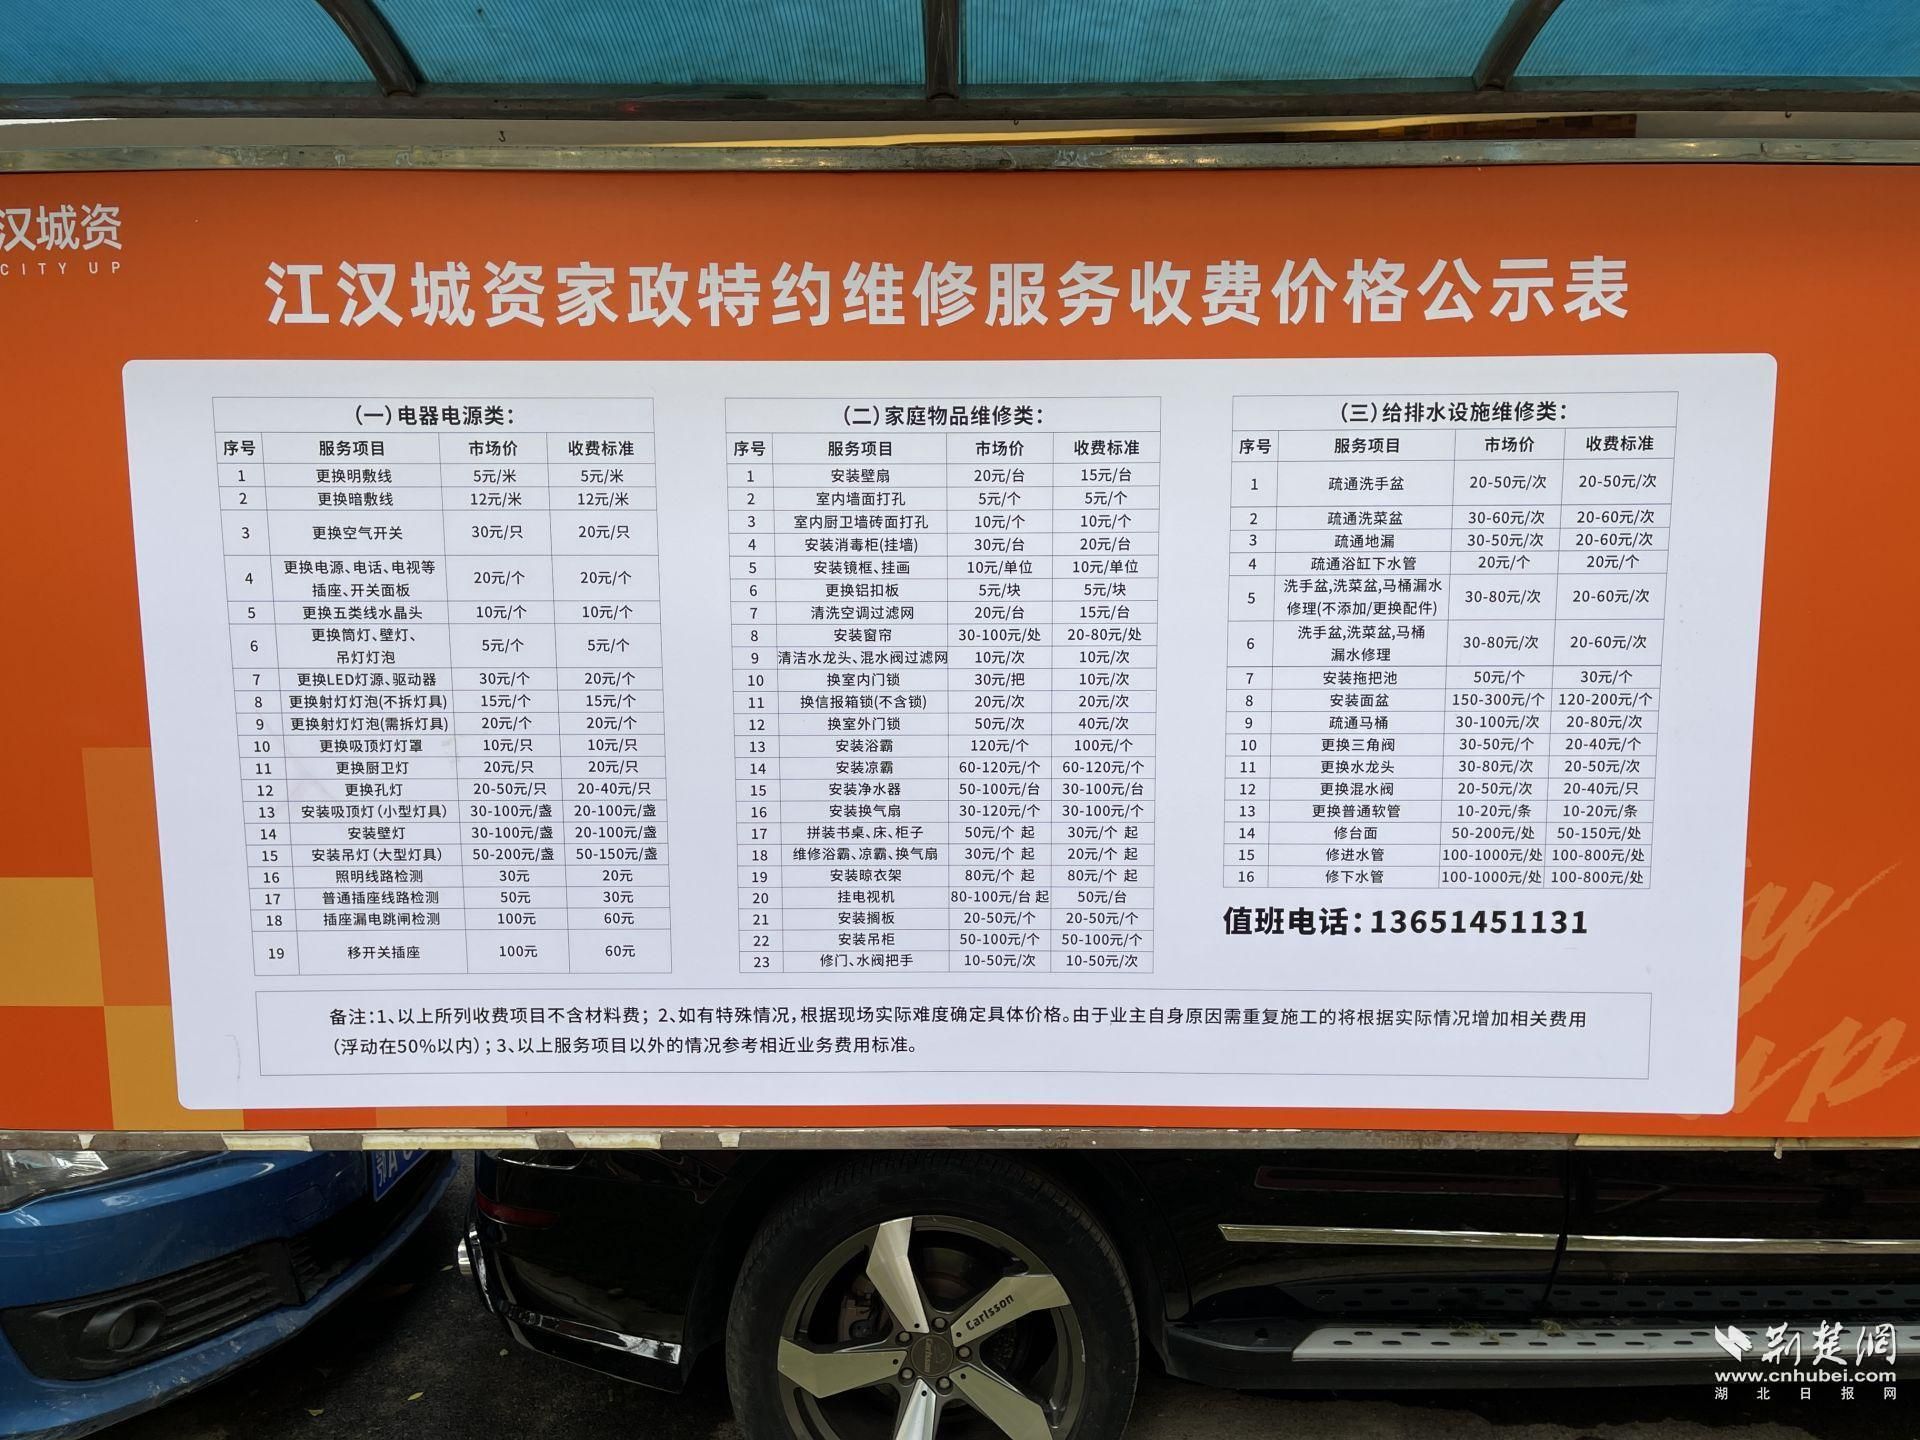 汉城资
CITY UP
江汉城资家政特约维修服务收费价格公示表
（一）电器电源类：
序号 服务项目 市场价 收费标准
1 更换明敷线 5元/米 5元/米
2 更换暗敷线 12元/米 12元/米
3 更换空气开关 30元/只 20元/只
4 更换电源、电话、电视等 20元/个 20元/个
插座、开关面板
5 更换五类线水晶头 10元/个 10元/个
6 更换筒灯、壁灯、 5元/个 5元/个
吊灯灯泡
7 更换LED灯源、驱动器 30元/个 20元/个
8 更换射灯灯泡(不拆灯具) 15元/个 15元/个
9 更换射灯灯泡(需拆灯具) 20元/个 20元/个
10 更换吸顶灯灯罩 10元/只 10元/只
11 更换厨卫灯 20元/只 20元/只
12 更换孔灯 20-50元/只 20-40元/只
13 安装吸顶灯（小型灯具） 30-100元/盏 20-100元/盏
14 安装壁灯 30-100元/盏 20-100元/盏
15 安装吊灯（大型灯具） 50-200元/盏 50-150元/盏
16 照明线路检测 30元 20元
17 普通插座线路检测 50元 30元
18 插座漏电跳闸检测 100元 60元
19 移开关插座 100元 60元
（二）家庭物品维修类：
序号 服务项目 市场价 收费标准
1 安装壁扇 20元/台 15元/台
2 室内墙面打孔 5元/个 5元/个
3 室内厨卫墙砖面打孔 10元/个 10元/个
4 安装消毒柜(挂墙) 30元/台 20元/台
5 安装镜框、挂画 10元/单位 10元/单位
6 更换铝扣板 5元/块 5元/块
7 清洗空调过滤网 20元/台 15元/台
8 安装窗帘 30-100元/处 20-80元/处
9 清洁水龙头、混水阀过滤网 10元/次 10元/次
10 换室内门锁 30元/把 10元/次
11 换信报箱锁(不含锁) 20元/次 20元/次
12 换室外门锁 50元/次 40元/次
13 安装浴霸 120元/个 100元/个
14 安装凉霸 60-120元/个 60-120元/个
15 安装净水器 50-100元/台 30-100元/台
16 安装换气扇 30-120元/个 30-100元/个
17 拼装书桌、床、柜子 50元/个 起 30元/个 起
18 维修浴霸、凉霸、换气扇 30元/个 起 20元/个 起
19 安装晾衣架 80元/个 起 80元/个 起
20 挂电视机 80-100元/台 起 50元/台
21 安装搁板 20-50元/个 20-50元/个
22 安装吊柜 50-100元/个 50-100元/个
23 修门、水阀把手 10-50元/次 10-50元/次
（三）给排水设施维修类：
序号 服务项目 市场价 收费标准
1 疏通洗手盆 20-50元/次 20-50元/次
2 疏通洗菜盆 30-60元/次 20-60元/次
3 疏通地漏 30-50元/次 20-60元/次
4 疏通浴缸下水管 20元/个 20元/个
5 洗手盆,洗菜盆,马桶漏水 30-80元/次 20-60元/次
修理(不添加/更换配件)
6 洗手盆,洗菜盆,马桶 30-80元/次 20-60元/次
漏水修理
7 安装拖把池 50元/个 30元/个
8 安装面盆 150-300元/个 120-200元/个
9 疏通马桶 30-100元/次 20-80元/次
10 更换三角阀 30-50元/个 20-40元/个
11 更换水龙头 30-80元/次 20-50元/次
12 更换混水阀 20-50元/次 20-40元/只
13 更换普通软管 10-20元/条 10-20元/条
14 修台面 50-200元/处 50-150元/处
15 修进水管 100-1000元/处 100-800元/处
16 修下水管 100-1000元/处 100-800元/处
值班电话：13651451131
备注：1、以上所列收费项目不含材料费； 2、如有特殊情况，根据现场实际难度确定具体价格。由于业主自身原因需重复施工的将根据实际情况增加相关费用
（浮动在50%以内）；3、以上服务项目以外的情况参考相近业务费用标准。
Carlsson
荆楚网
www.cnhubei.com
湖北日报网